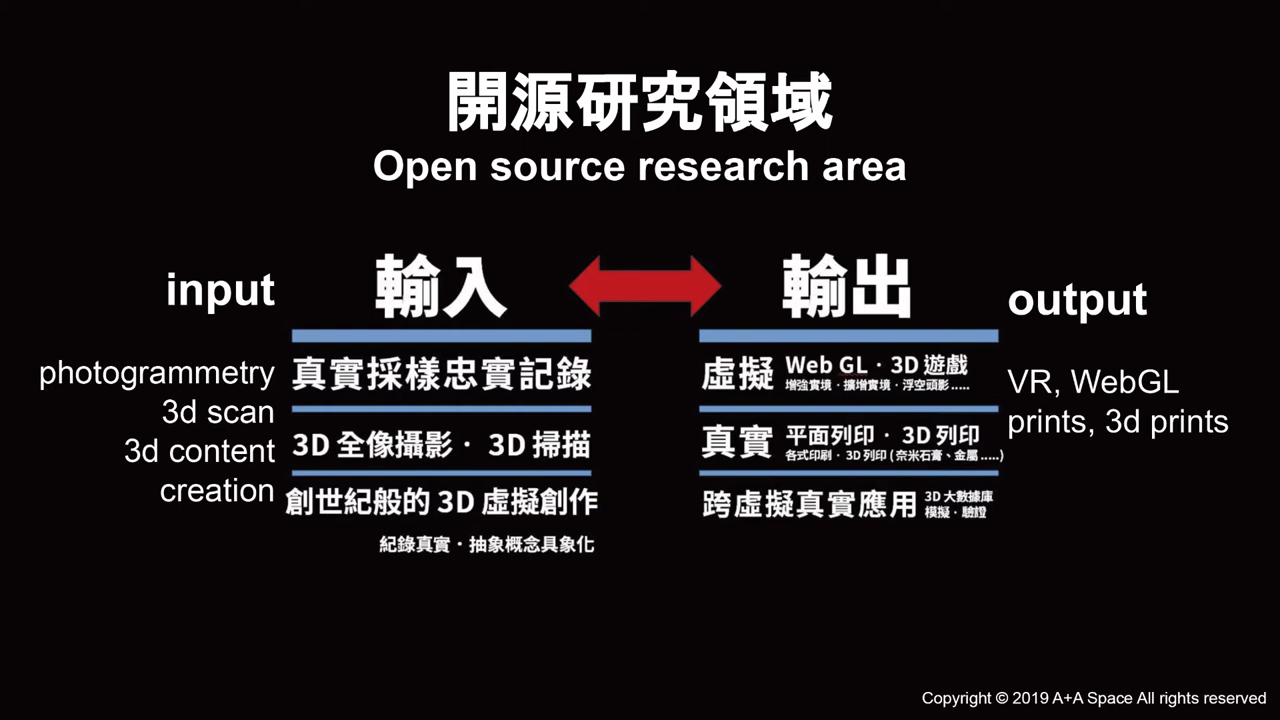 開源研究領域
Open source research area
input
輸入
輸出
output
photogrammetry
3d scan
3d content
creation
真實採樣忠實記錄
3D 全像攝影．3D 掃描
創世紀般的 3D 虛擬創作
紀錄真實．抽象概念具象化
虛擬 Web GL．3D 遊戲
增強實境．擴增實境．浮空頭影.....
真實 平面列印．3D 列印
各式印刷．3D 列印 ( 奈米石膏、金屬 .....)
跨虛擬真實應用 3D 大數據庫
模擬．驗證
VR, WebGL
prints, 3d prints
Copyright © 2019 A+A Space All rights reserved